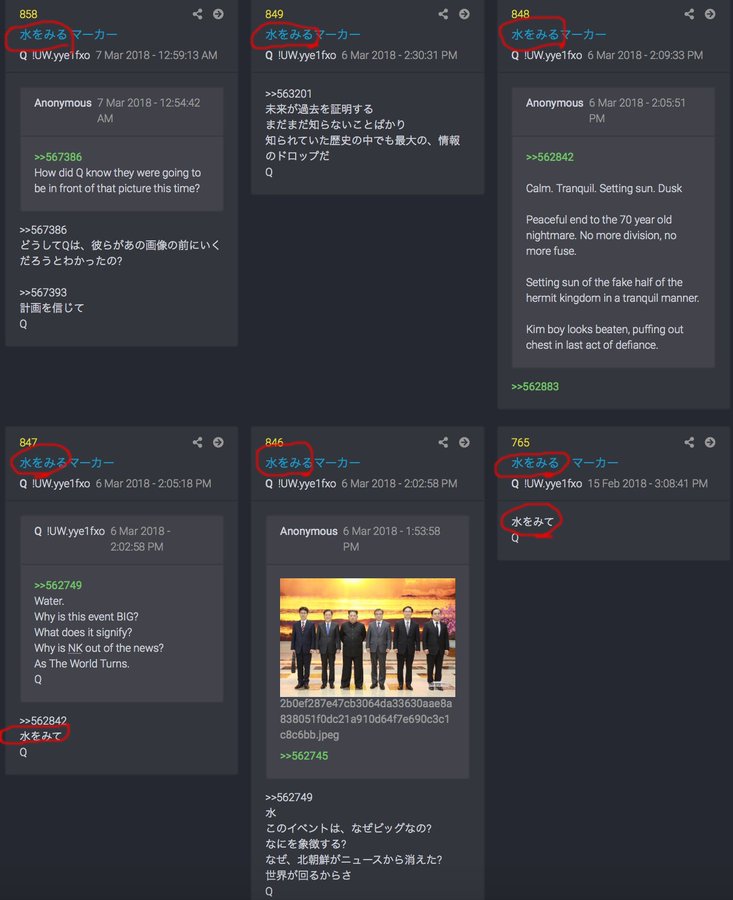 858
水をみるマーカー
Q !UW.yye1fxo 7 Mar 2018 - 12:59:13 AM
Anonymous 7 Mar 2018 - 12:54:42
AM
>>567386
How did Q know they were going to
be in front of that picture this time?
>>567386
どうしてQは、彼らがあの画像の前にいく
だろうとわかったの?
>>567393
計画を信じて
Q
849
水をみるマーカー
Q !UW.yye1fxo 6 Mar 2018 - 2:30:31 PM
>>563201
未来が過去を証明する
まだまだ知らないことばかり
知られていた歴史の中でも最大の、情報
のドロップだ
Q
848
水をみるマーカー
Q !UW.yye1fxo 6 Mar 2018 - 2:09:33 PM
Anonymous 6 Mar 2018 - 2:05:51
PM
>>562842
Calm. Tranquil. Setting sun. Dusk
Peaceful end to the 70 year old
nightmare. No more division, no
more fuse.
Setting sun of the fake half of the
hermit kingdom in a tranquil manner.
Kim boy looks beaten, puffing out
chest in last act of defiance.
>>562883
847
水をみるマーカー
Q !UW.yye1fxo 6 Mar 2018 - 2:05:18 PM
Q !UW.yye1fxo 6 Mar 2018 -
2:02:58 PM
>>562749
Water.
Why is this event BIG?
What does it signify?
Why is NK out of the news?
As The World Turns.
Q
>>562842
水をみて
Q
846
水をみるマーカー
Q !UW.yye1fxo 6 Mar 2018 - 2:02:58 PM
Anonymous 6 Mar 2018 - 1:53:58
PM
2b0ef287e47cb3064da33630aae8a
838051f0dc21a910d64f7e690c3c1
c8c6bb.jpeg
>>562745
>>562749
水
このイベントは、なぜビッグなの?
なにを象徴する?
なぜ、北朝鮮がニュースから消えた?
世界が回るからさ
Q
765
水をみる マーカー
Q !UW.yye1fxo 15 Feb 2018 - 3:08:41 PM
水をみて
Q